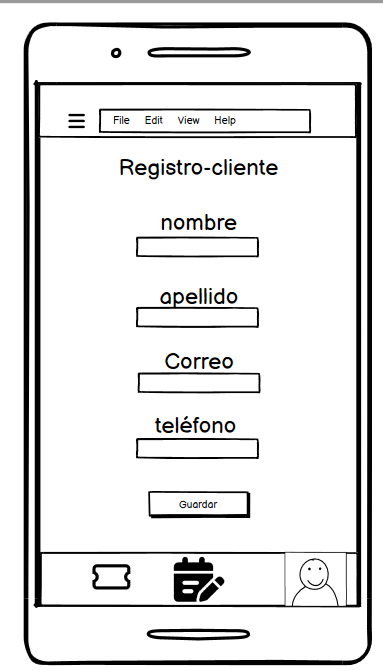 File Edit View Help
Registro-cliente
nombre
apellido
Correo
teléfono
Guardar